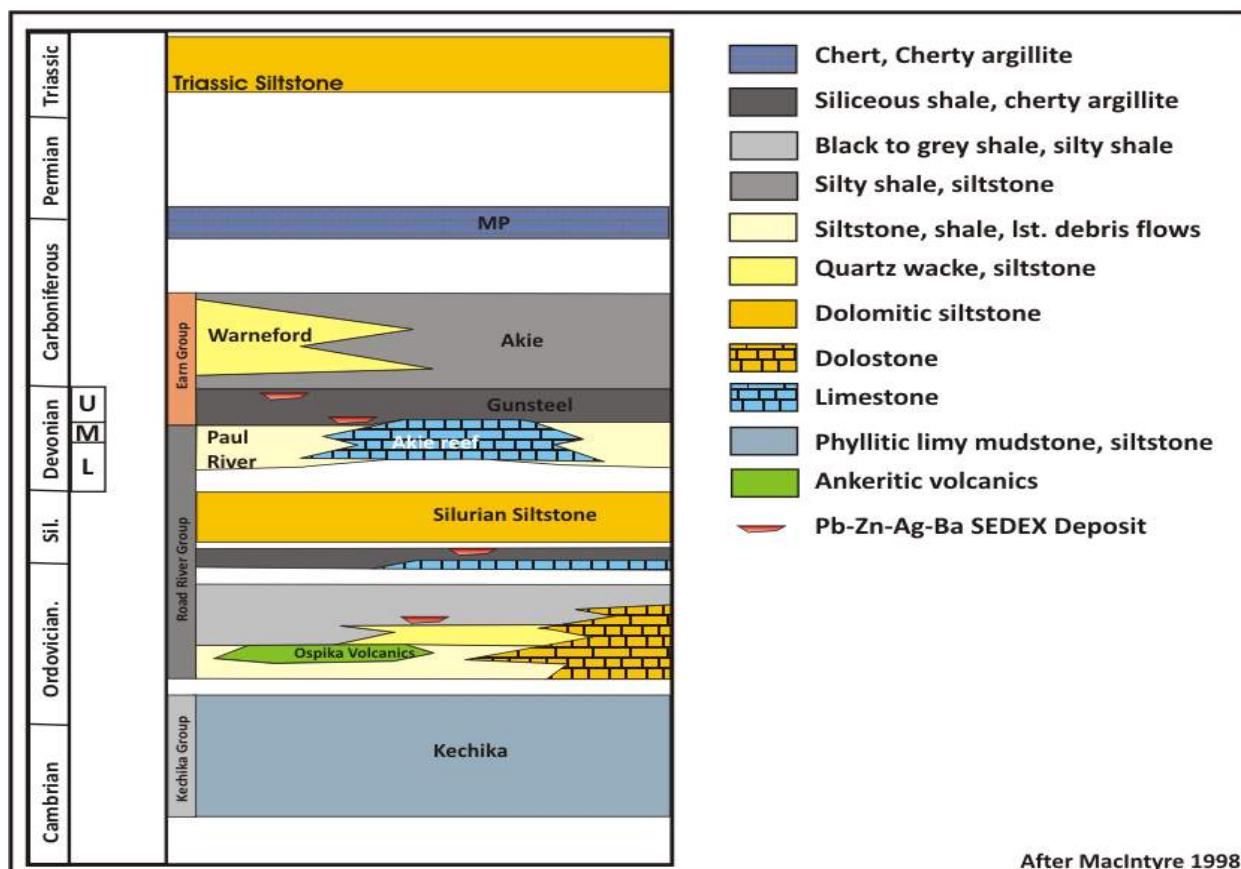 Triassic
Permian
Carboniferous
Devonian
Sil.
Ordovician.
Cambrian
U
M
L
Earn Group
Road River Group
Kechika Group
Triassic Siltstone
MP
Warneford
Akie
Gunsteel
Paul
River
Akie reef
Silurian Siltstone
Ospika Volcanics
Kechika
Chert, Cherty argillite
Siliceous shale, cherty argillite
Black to grey shale, silty shale
Silty shale, siltstone
Siltstone, shale, lst. debris flows
Quartz wacke, siltstone
Dolomitic siltstone
Dolostone
Limestone
Phyllitic limy mudstone, siltstone
Ankeritic volcanics
Pb-Zn-Ag-Ba SEDEX Deposit
After MacIntyre 1998